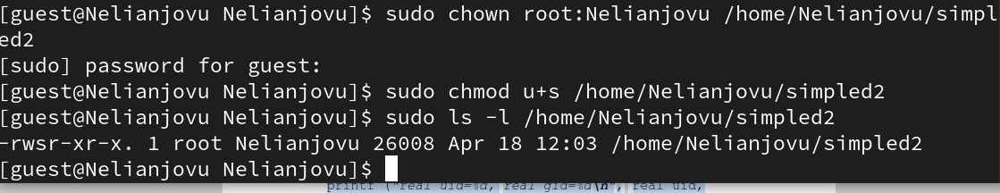 [guest@Nelianjovu Nelianjovu]$ sudo chown root:Nelianjovu /home/Nelianjovu/simpl
ed2
[sudo] password for guest:
[guest@Nelianjovu Nelianjovu]$ sudo chmod u+s /home/Nelianjovu/simpled2
[guest@Nelianjovu Nelianjovu]$ sudo ls -l /home/Nelianjovu/simpled2
-rwsr-xr-x. 1 root Nelianjovu 26008 Apr 18 12:03 /home/Nelianjovu/simpled2
[guest@Nelianjovu Nelianjovu]$
printf ("real uid=%d, real gid=%d\n", real uid,